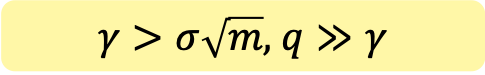 γ > σ√m, q ≫ γ